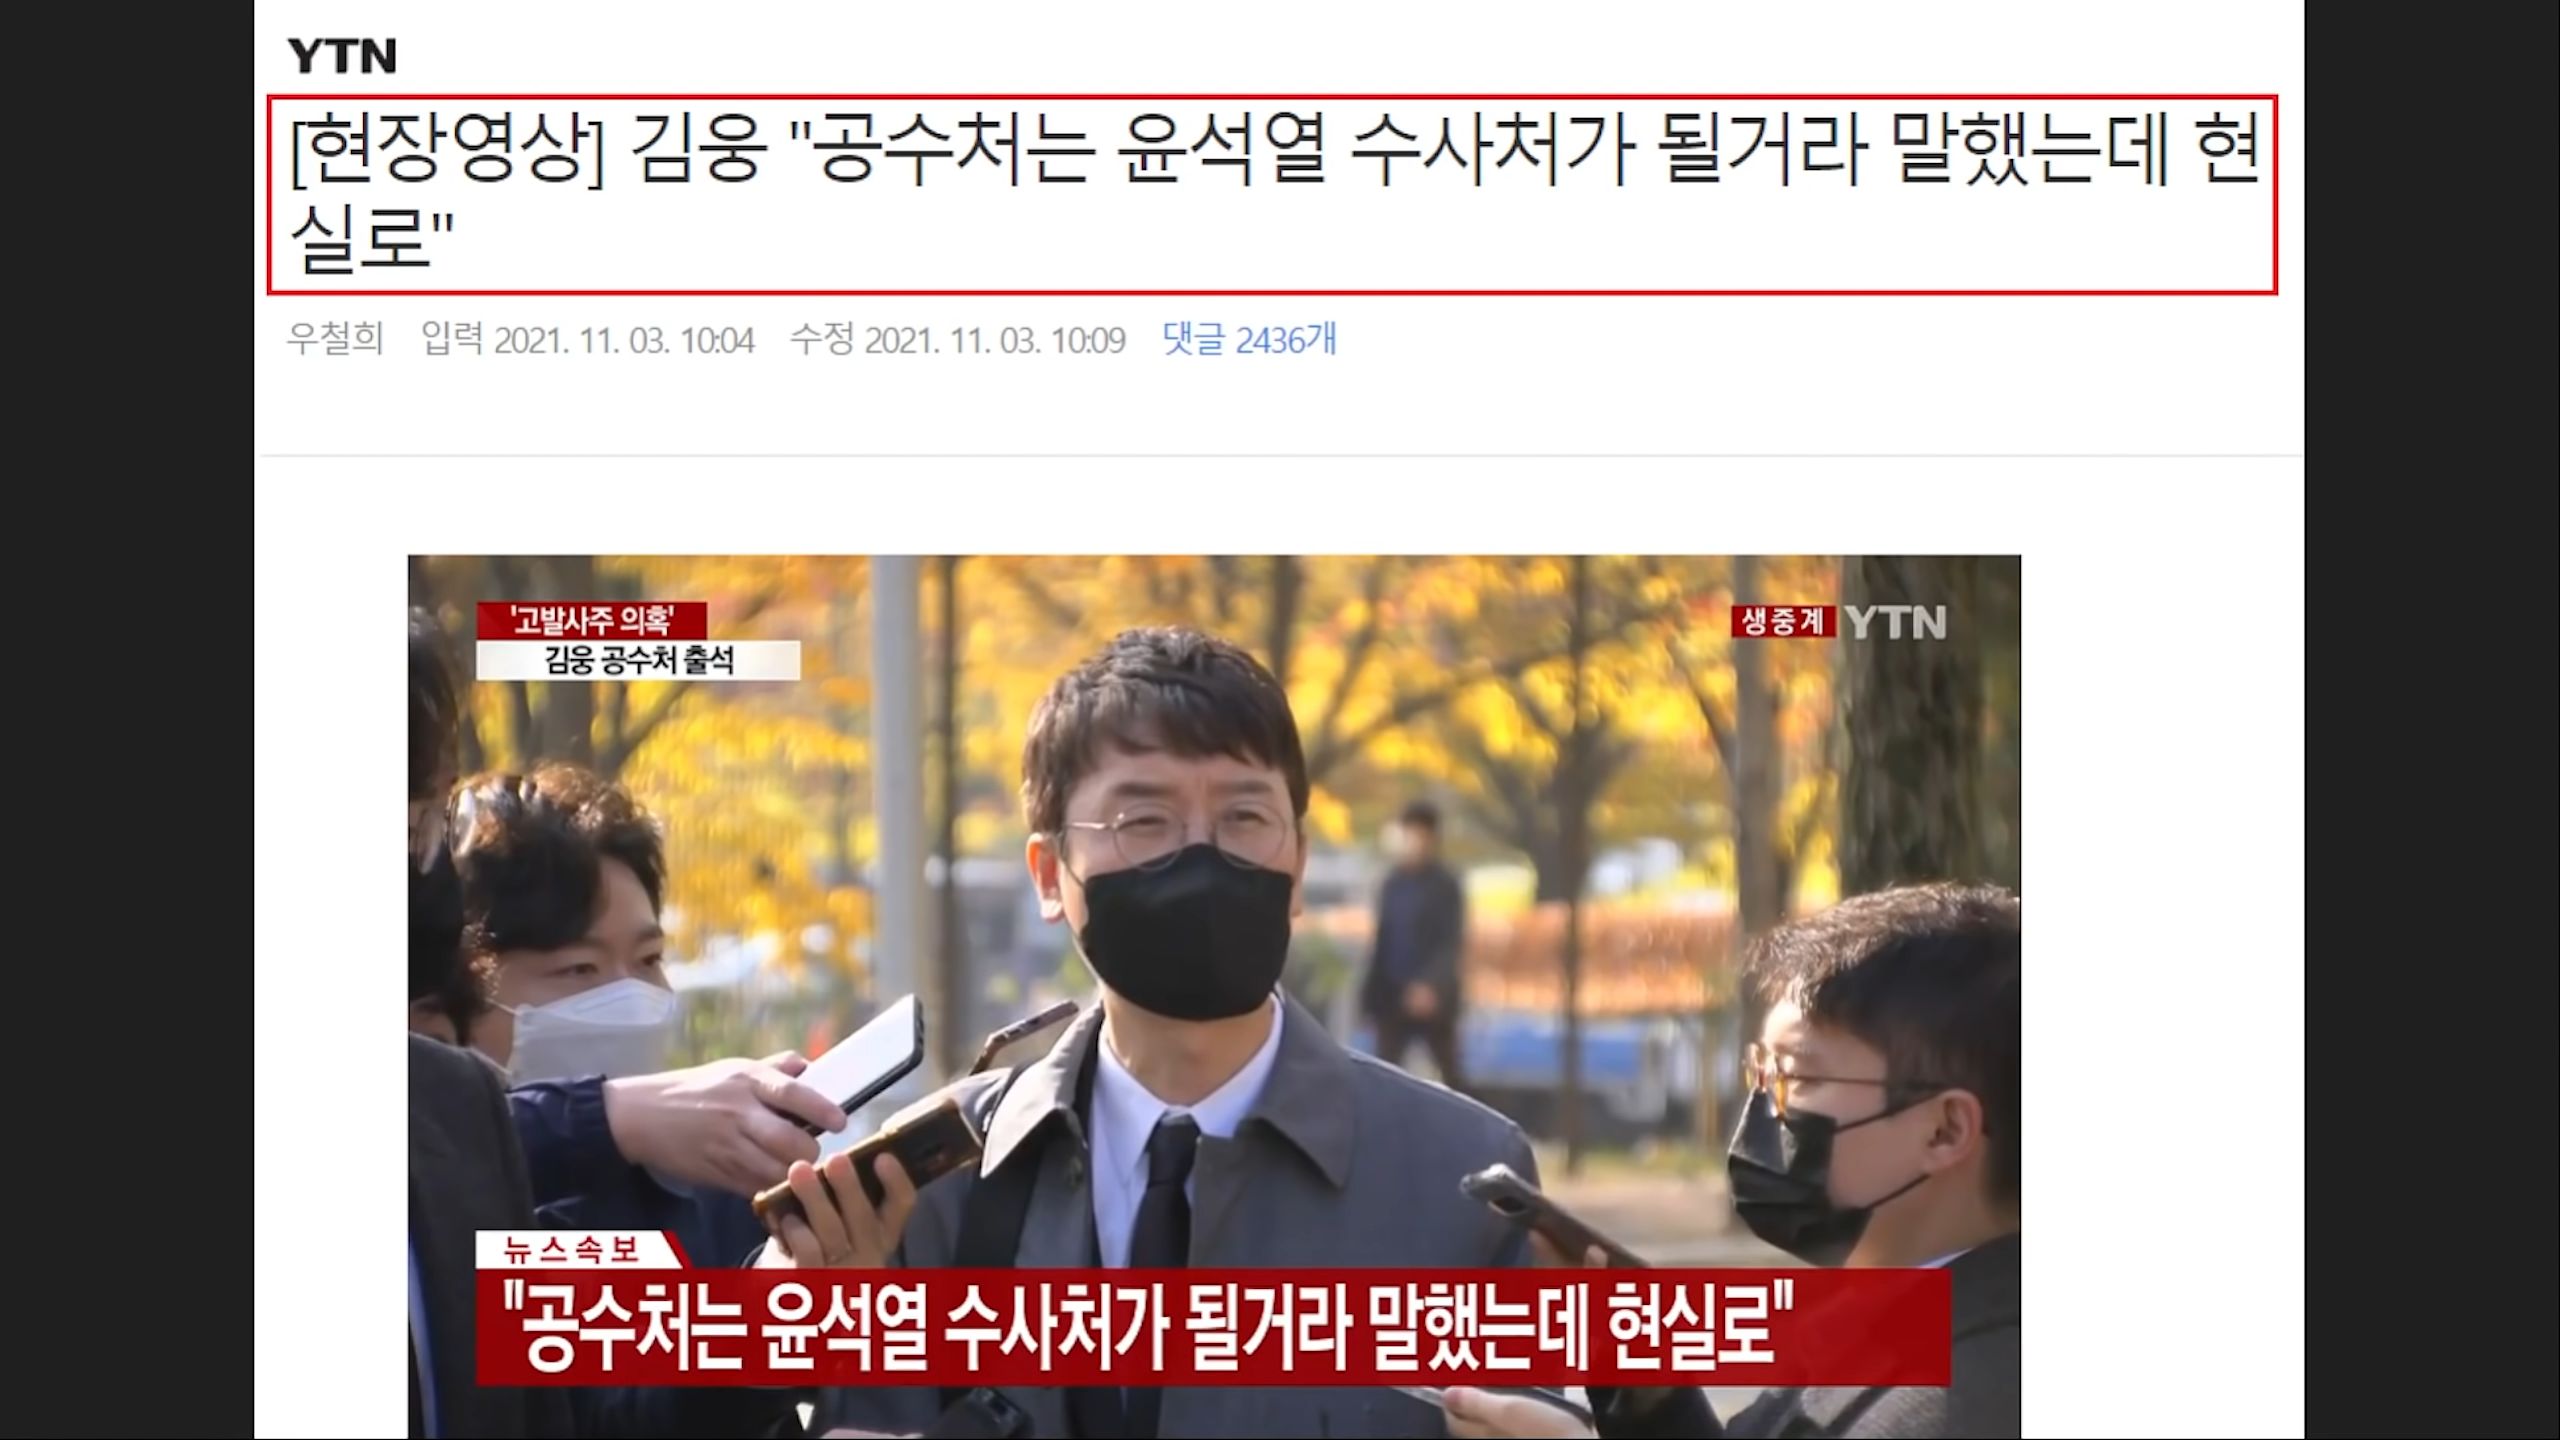 YTN
[현장영상] 김웅 "공수처는 윤석열 수사처가 될거라 말했는데 현
실로"
우철희 입력 2021. 11. 03. 10:04 수정 2021. 11. 03. 10:09 댓글 2436개
'고발사주 의혹'
김웅 공수처 출석
생중계 YTN
뉴스속보
"공수처는 윤석열 수사처가 될거라 말했는데 현실로"